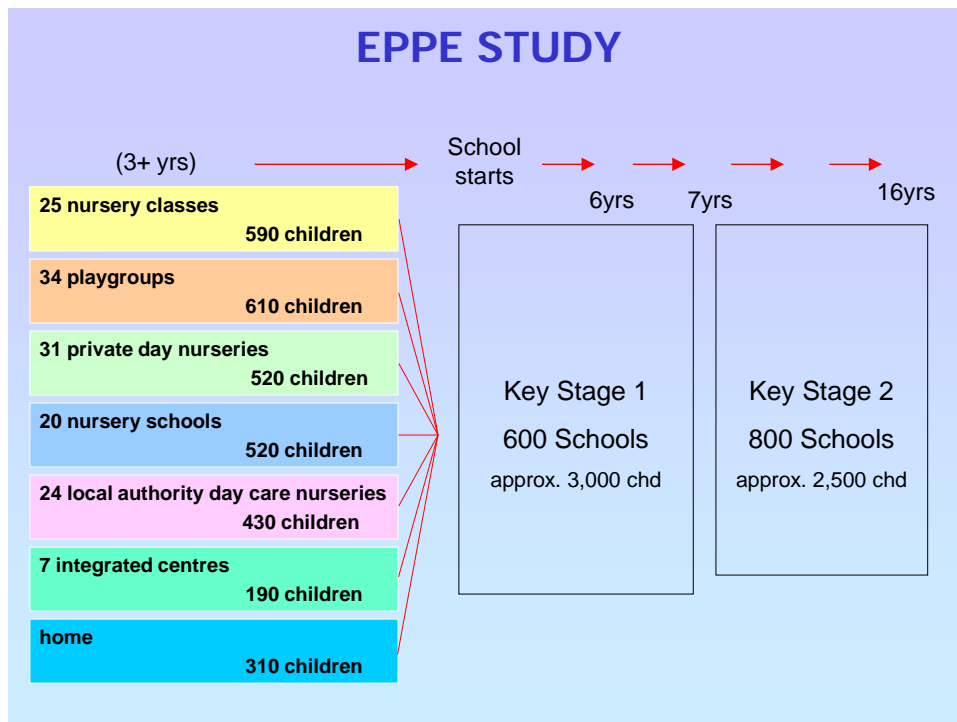 EPPE STUDY
(3+ yrs)
School
starts
6yrs
7yrs
16yrs
25 nursery classes
590 children
34 playgroups
610 children
31 private day nurseries
520 children
20 nursery schools
520 children
24 local authority day care nurseries
430 children
7 integrated centres
190 children
home
310 children
Key Stage 1
600 Schools
approx. 3,000 chd
Key Stage 2
800 Schools
approx. 2,500 chd